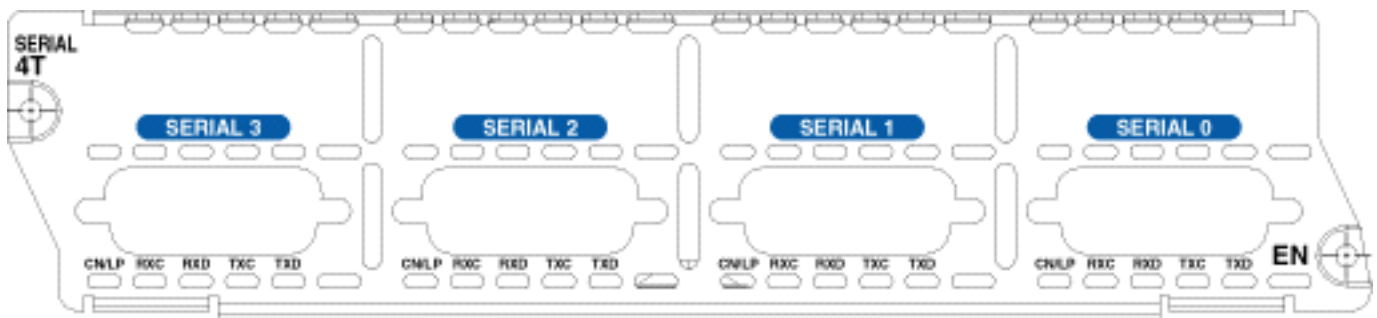 SERIAL
4T
SERIAL 3 SERIAL 2 SERIAL 1 SERIAL 0
CN/LP RXC RXD TXC TXD CN/LP RXC RXD TXC TXD CN/LP RXC RXD TXC TXD CN/LP RXC RXD TXC TXD
EN